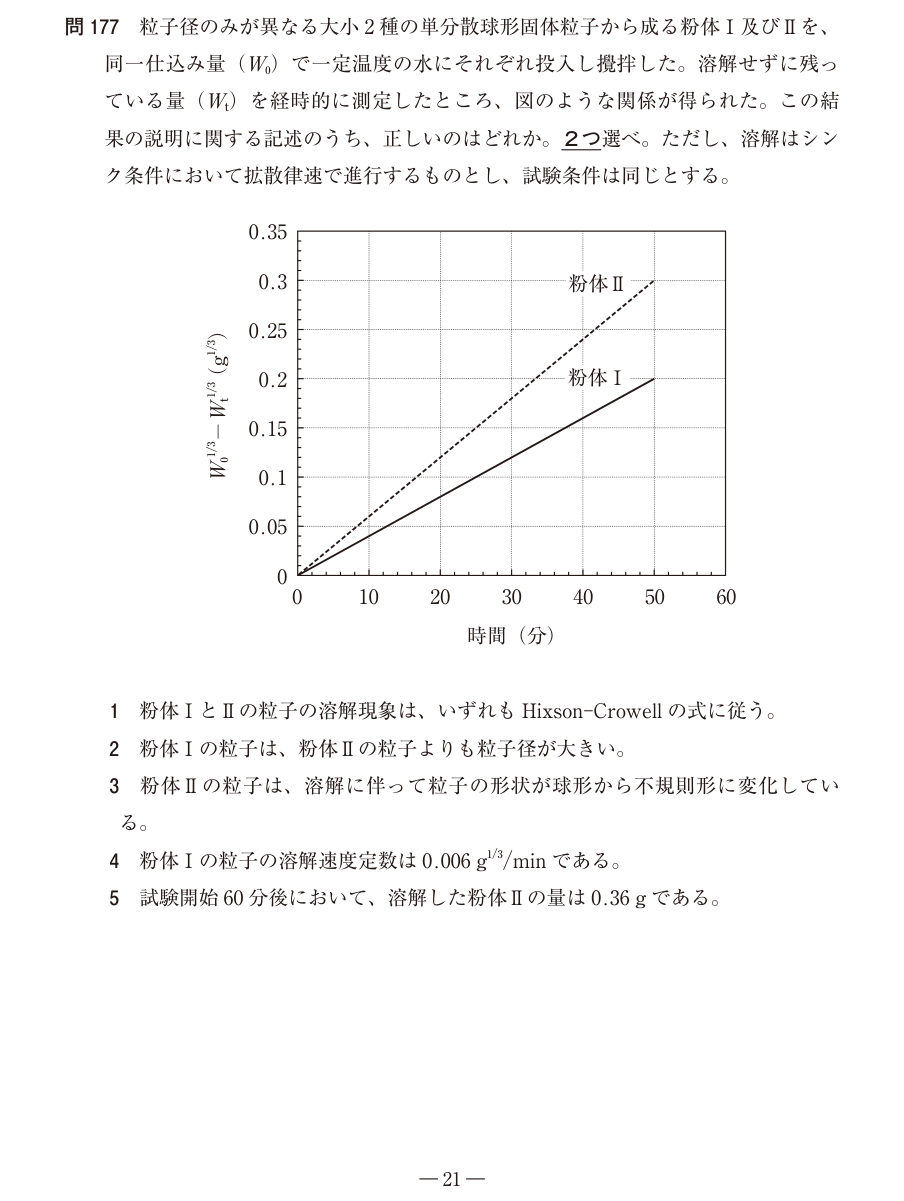 問 177　粒子径のみが異なる大小２種の単分散球形固体粒子から成る粉体Ⅰ及びⅡを、
同一仕込み量（W₀）で一定温度の水にそれぞれ投入し攪拌した。溶解せずに残っ
ている量（Wₜ）を経時的に測定したところ、図のような関係が得られた。この結
果の説明に関する記述のうち、正しいのはどれか。２つ選べ。ただし、溶解はシン
ク条件において拡散律速で進行するものとし、試験条件は同じとする。
0.35
0.3
0.25
0.2
0.15
0.1
0.05
0
W₀^1/3 − Wₜ^1/3（g^1/3）
粉体Ⅱ
粉体Ⅰ
0 10 20 30 40 50 60
時間（分）
1　粉体ⅠとⅡの粒子の溶解現象は、いずれも Hixson-Crowell の式に従う。
2　粉体Ⅰの粒子は、粉体Ⅱの粒子よりも粒子径が大きい。
3　粉体Ⅱの粒子は、溶解に伴って粒子の形状が球形から不規則形に変化してい
る。
4　粉体Ⅰの粒子の溶解速度定数は 0.006 g^1/3/min である。
5　試験開始 60 分後において、溶解した粉体Ⅱの量は 0.36 g である。
— 21 —